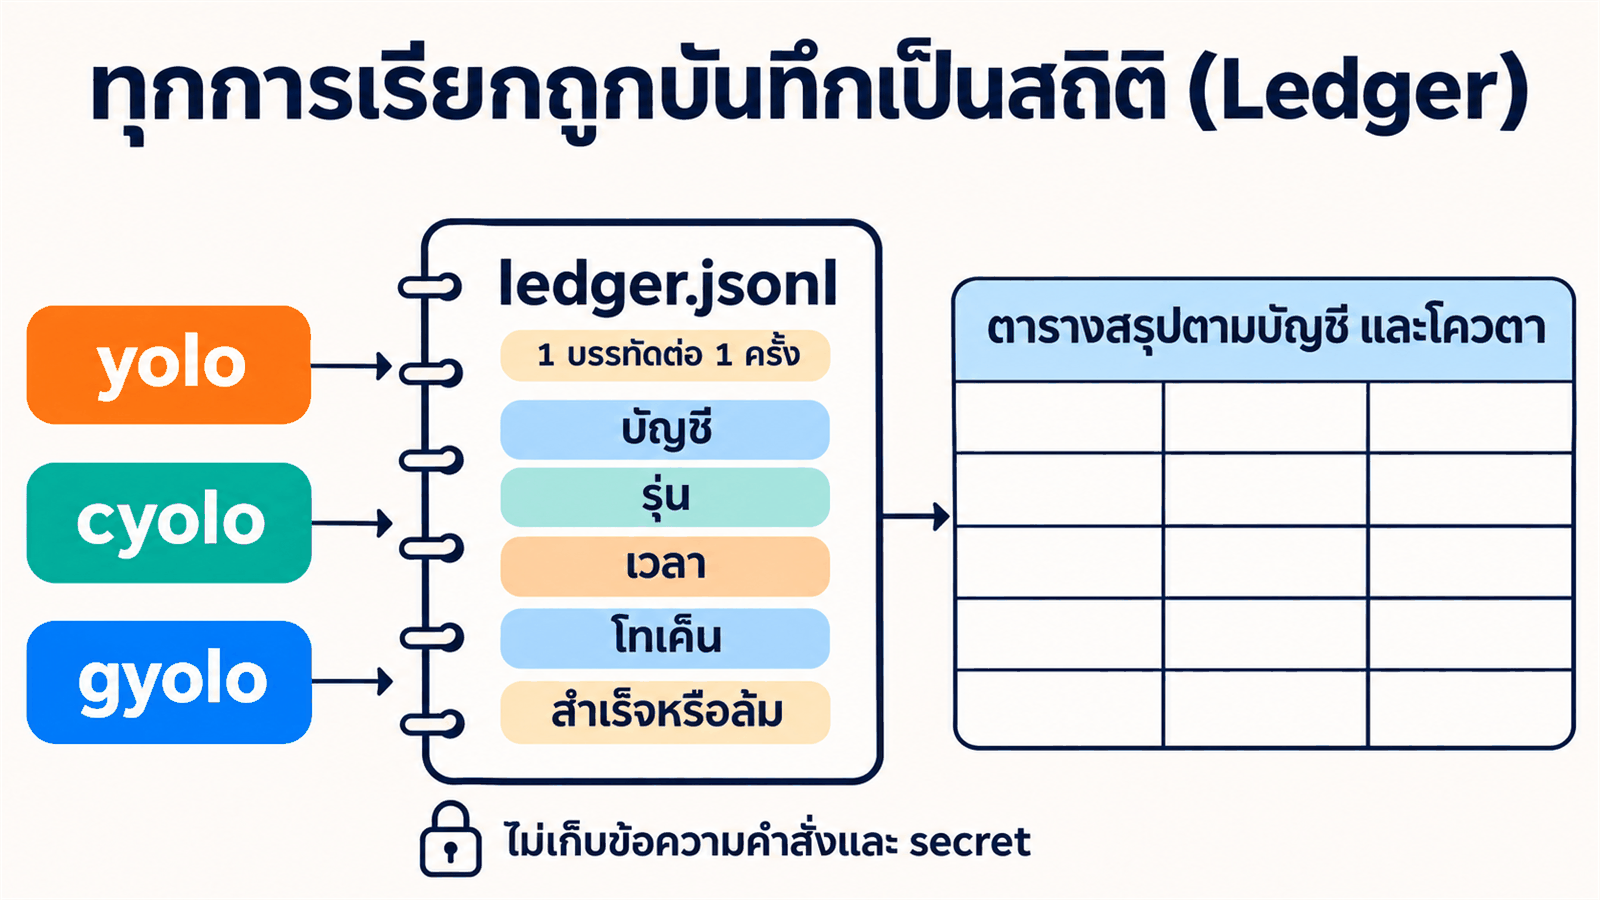 ทุกการเรียกถูกบันทึกเป็นสถิติ (Ledger)
yolo
cyolo
gyolo
ledger.jsonl
1 บรรทัดต่อ 1 ครั้ง
บัญชี
รุ่น
เวลา
โทเค็น
สำเร็จหรือล้ม
ตารางสรุปตามบัญชี และโควตา
ไม่เก็บข้อความคำสั่งและ secret